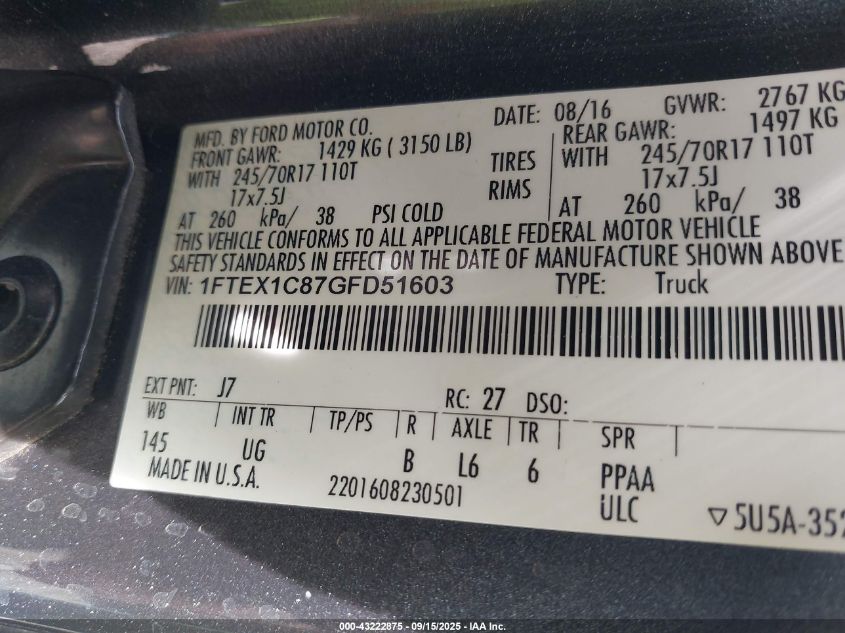 MFD. BY FORD MOTOR CO. DATE: 08/16 GVWR: 2767 KG
FRONT GAWR: 1429 KG ( 3150 LB) REAR GAWR: 1497 KG
WITH 245/70R17 110T TIRES WITH 245/70R17 110T
17x7.5J RIMS 17x7.5J
AT 260 kPa/ 38 PSI COLD AT 260 kPa/ 38
THIS VEHICLE CONFORMS TO ALL APPLICABLE FEDERAL MOTOR VEHICLE
SAFETY STANDARDS IN EFFECT ON THE DATE OF MANUFACTURE SHOWN ABOVE
VIN: 1FTEX1C87GFD51603 TYPE: Truck
EXT PNT: J7 RC: 27 DSO:
WB | INT TR | TP/PS | R | AXLE | TR | SPR |
145 UG B L6 6 PPAA
MADE IN U.S.A. 2201608230501 ULC
▽5U5A-352
000-43222875 - 09/15/2025 - IAA Inc.